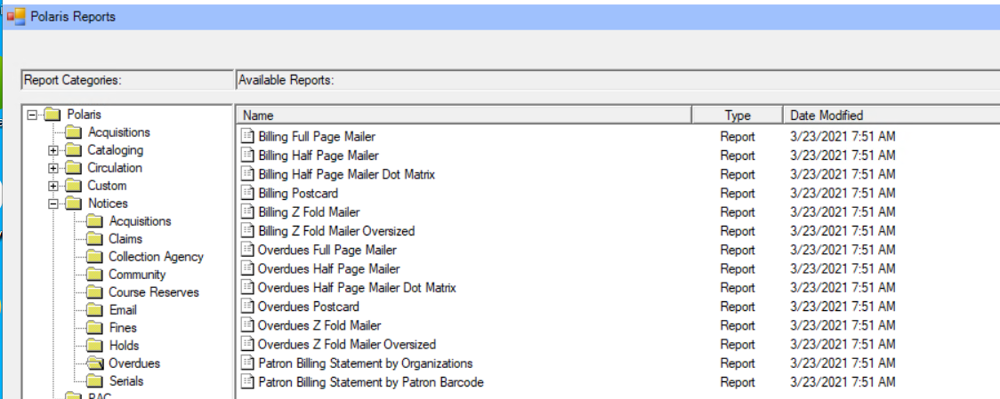 Polaris Reports
Report Categories:
Available Reports:
Polaris
Acquisitions
Cataloging
Circulation
Custom
Notices
Acquisitions
Claims
Collection Agency
Community
Course Reserves
Email
Fines
Holds
Overdues
Serials
PAC
Name Type Date Modified
Billing Full Page Mailer Report 3/23/2021 7:51 AM
Billing Half Page Mailer Report 3/23/2021 7:51 AM
Billing Half Page Mailer Dot Matrix Report 3/23/2021 7:51 AM
Billing Postcard Report 3/23/2021 7:51 AM
Billing Z Fold Mailer Report 3/23/2021 7:51 AM
Billing Z Fold Mailer Oversized Report 3/23/2021 7:51 AM
Overdues Full Page Mailer Report 3/23/2021 7:51 AM
Overdues Half Page Mailer Report 3/23/2021 7:51 AM
Overdues Half Page Mailer Dot Matrix Report 3/23/2021 7:51 AM
Overdues Postcard Report 3/23/2021 7:51 AM
Overdues Z Fold Mailer Report 3/23/2021 7:51 AM
Overdues Z Fold Mailer Oversized Report 3/23/2021 7:51 AM
Patron Billing Statement by Organizations Report 3/23/2021 7:51 AM
Patron Billing Statement by Patron Barcode Report 3/23/2021 7:51 AM